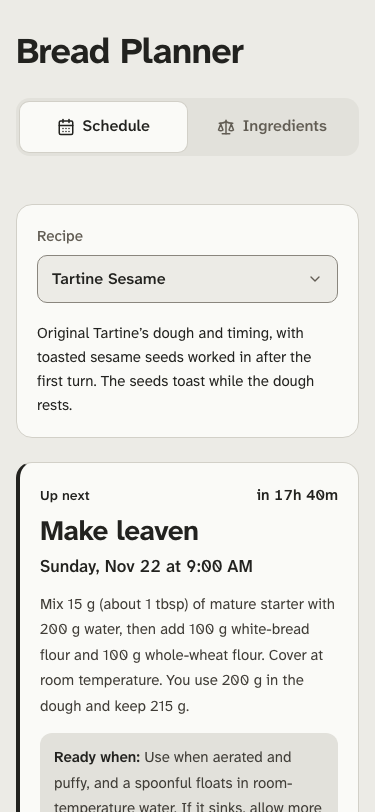 Bread Planner
Schedule
Ingredients
Recipe
Tartine Sesame
Original Tartine's dough and timing, with
toasted sesame seeds worked in after the
first turn. The seeds toast while the dough
rests.
Up next
in 17h 40m
Make leaven
Sunday, Nov 22 at 9:00 AM
Mix 15 g (about 1 tbsp) of mature starter with
200 g water, then add 100 g white-bread
flour and 100 g whole-wheat flour. Cover at
room temperature. You use 200 g in the
dough and keep 215 g.
Ready when: Use when aerated and
puffy, and a spoonful floats in room-
temperature water. If it sinks, allow more